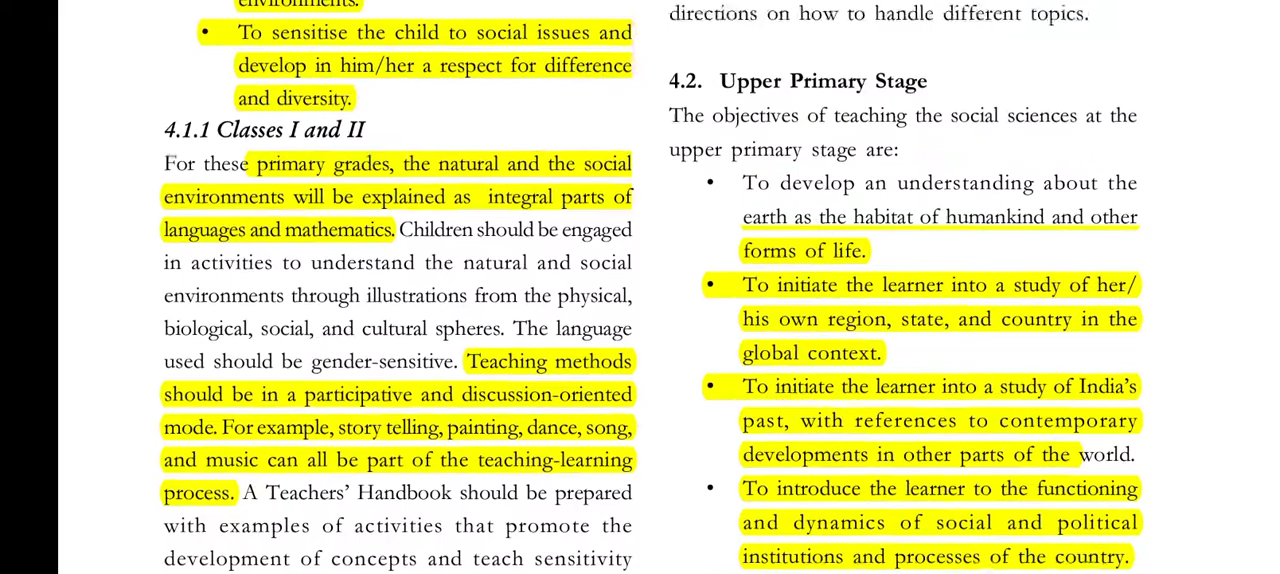 environments.
• To sensitise the child to social issues and
develop in him/her a respect for difference
and diversity.
4.1.1 Classes I and II
For these primary grades, the natural and the social
environments will be explained as integral parts of
languages and mathematics. Children should be engaged
in activities to understand the natural and social
environments through illustrations from the physical,
biological, social, and cultural spheres. The language
used should be gender-sensitive. Teaching methods
should be in a participative and discussion-oriented
mode. For example, story telling, painting, dance, song,
and music can all be part of the teaching-learning
process. A Teachers’ Handbook should be prepared
with examples of activities that promote the
development of concepts and teach sensitivity
directions on how to handle different topics.
4.2. Upper Primary Stage
The objectives of teaching the social sciences at the
upper primary stage are:
• To develop an understanding about the
earth as the habitat of humankind and other
forms of life.
• To initiate the learner into a study of her/
his own region, state, and country in the
global context.
• To initiate the learner into a study of India’s
past, with references to contemporary
developments in other parts of the world.
• To introduce the learner to the functioning
and dynamics of social and political
institutions and processes of the country.